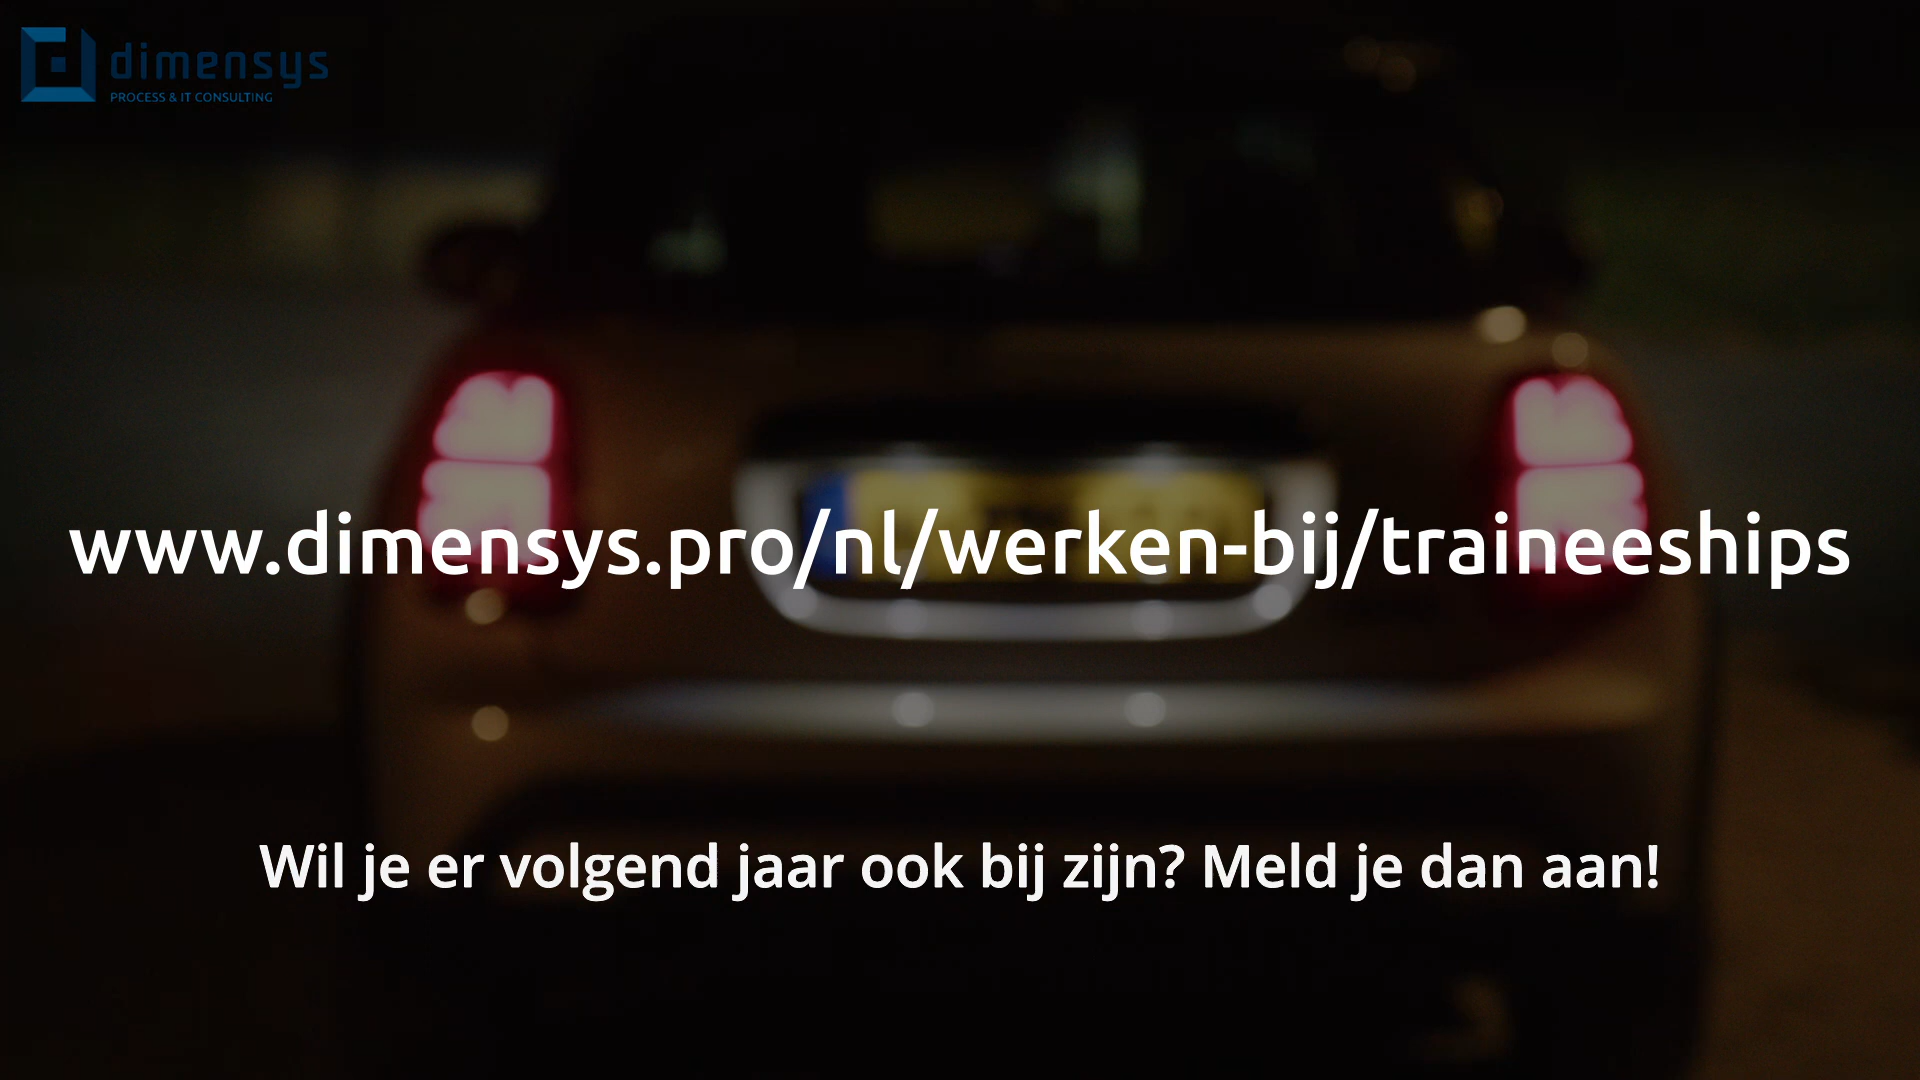 dimensys
PROCESS & IT CONSULTING
www.dimensys.pro/nl/werken-bij/traineeships
Wil je er volgend jaar ook bij zijn? Meld je dan aan!